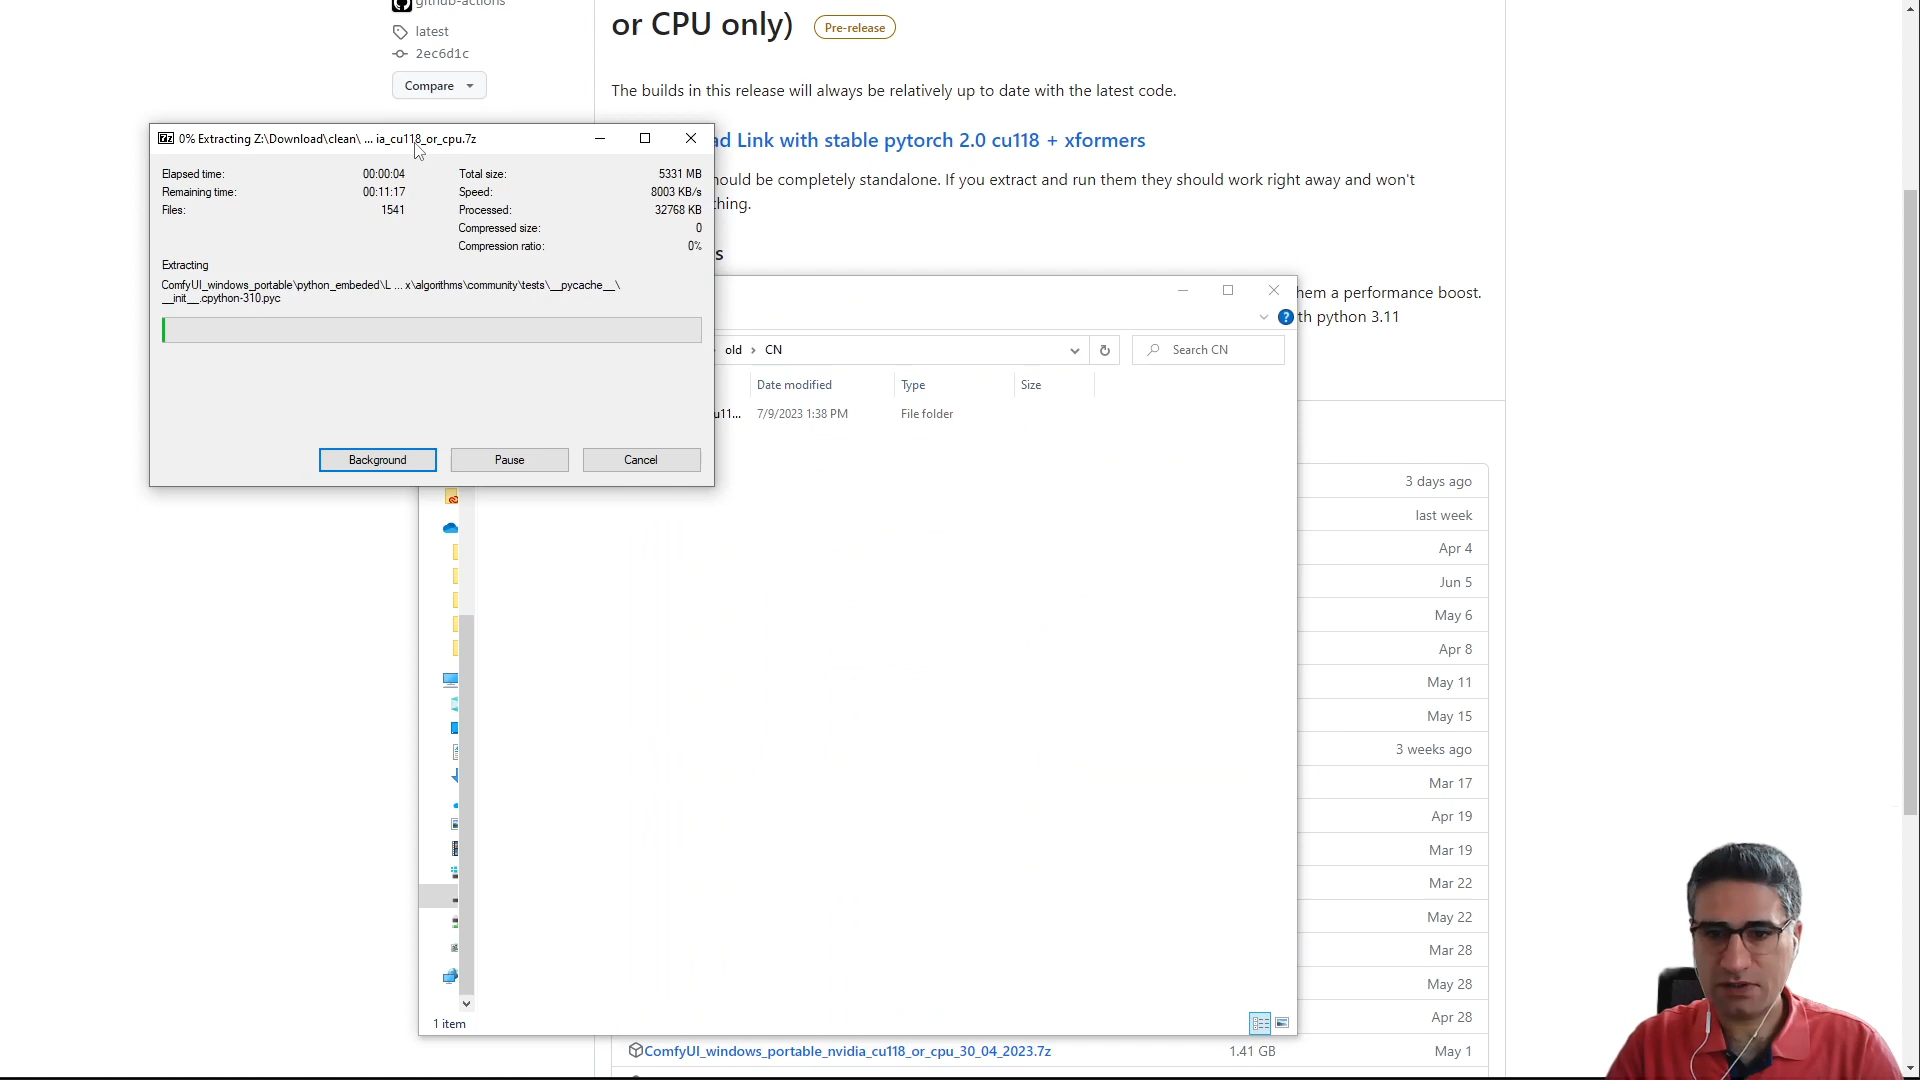 github-actions
latest
2ec6d1c
Compare
or CPU only)
Pre-release
The builds in this release will always be relatively up to date with the latest code.
ad Link with stable pytorch 2.0 cu118 + xformers
ould be completely standalone. If you extract and run them they should work right away and won't
thing.
s
hem a performance boost.
th python 3.11
0% Extracting Z:\Download\clean\ ... ia_cu118_or_cpu.7z
Elapsed time: 00:00:04
Remaining time: 00:11:17
Files: 1541
Total size: 5331 MB
Speed: 8003 KB/s
Processed: 32768 KB
Compressed size: 0
Compression ratio: 0%
Extracting
ComfyUI_windows_portable\python_embeded\L ... x\algorithms\community\tests\__pycache__\
__init__.cpython-310.pyc
Background
Pause
Cancel
old > CN
Search CN
Date modified
Type
Size
u11...
7/9/2023 1:38 PM
File folder
1 item
3 days ago
last week
Apr 4
Jun 5
May 6
Apr 8
May 11
May 15
3 weeks ago
Mar 17
Apr 19
Mar 19
Mar 22
May 22
Mar 28
May 28
Apr 28
ComfyUI_windows_portable_nvidia_cu118_or_cpu_30_04_2023.7z
1.41 GB
May 1